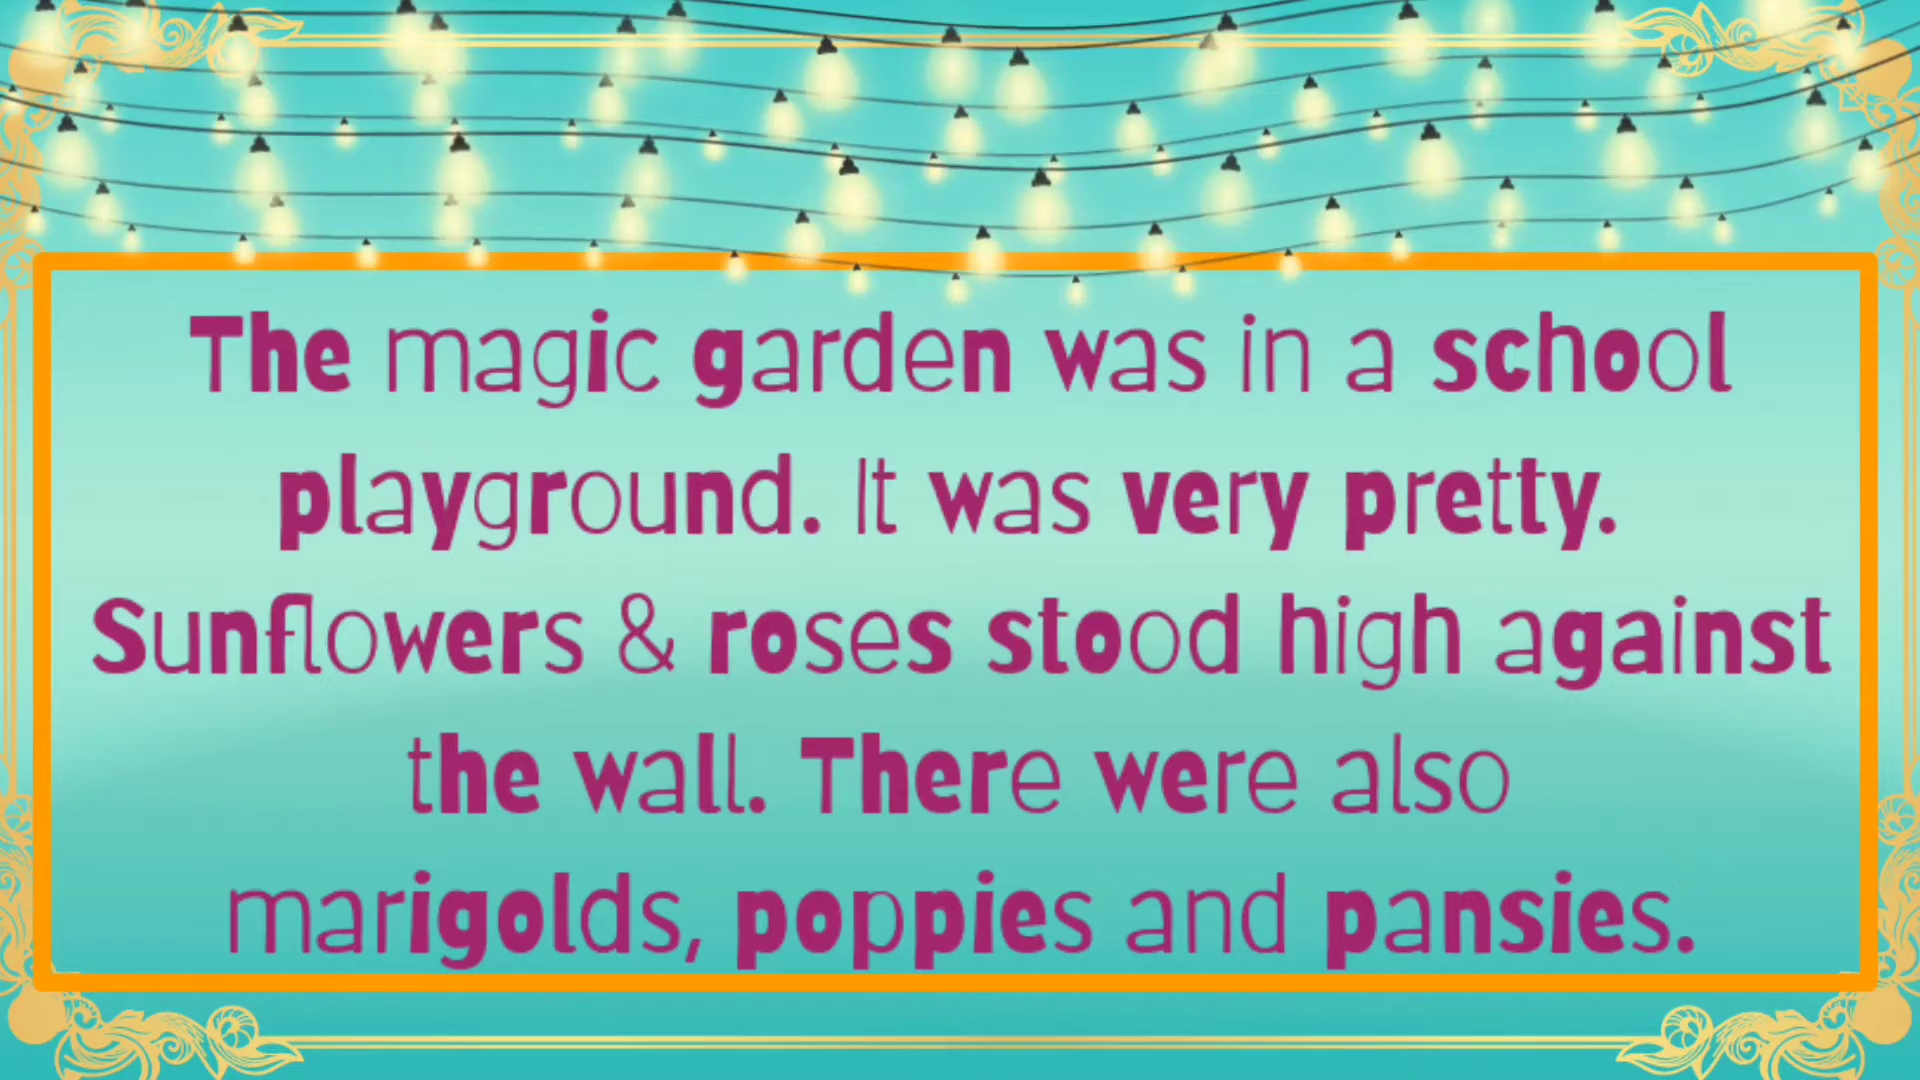 The magic garden was in a school
playground. It was very pretty.
Sunflowers & roses stood high against
the wall. There were also
marigolds, poppies and pansies.